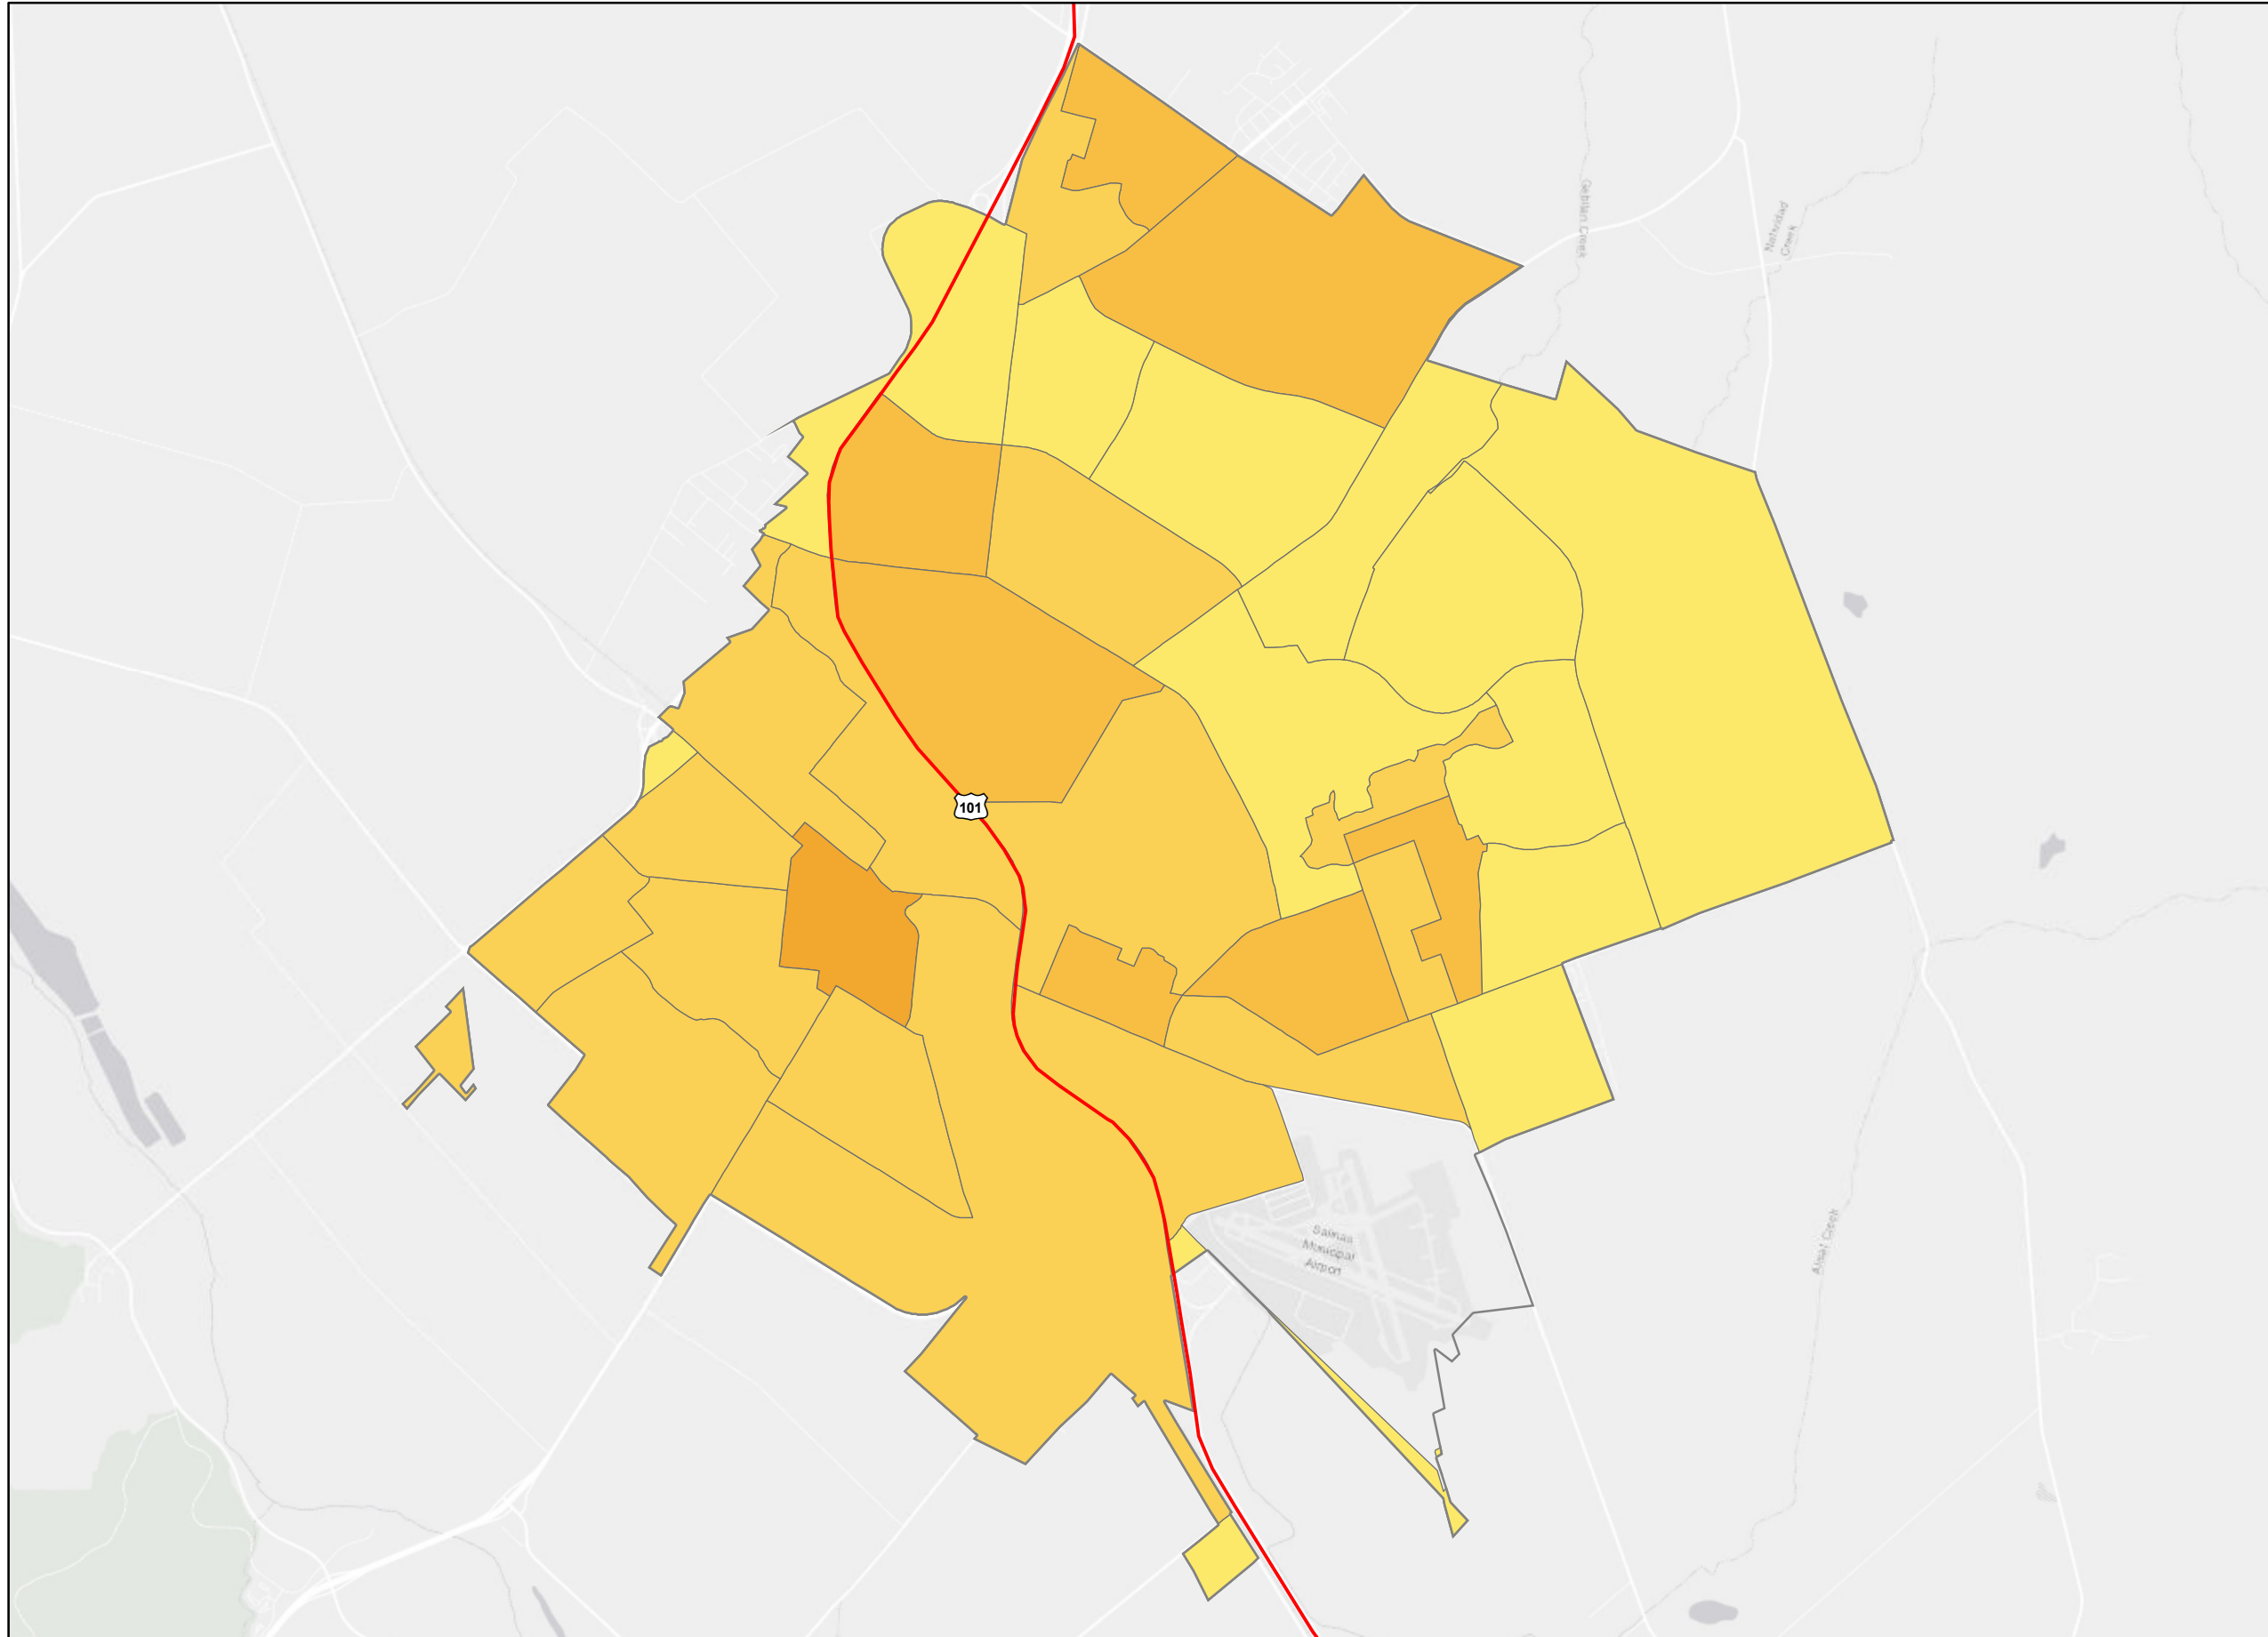 Gabilan Creek
Natividad
Creek
101
Salinas
Municipal
Airport
Alisal Creek